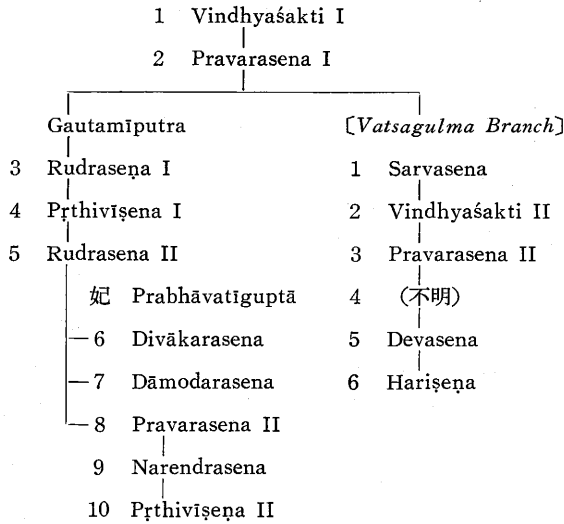 1 Vindhyaśakti I
2 Pravarasena I
Gautamīputra 〔Vatsagulma Branch〕
3 Rudraseṇa I 1 Sarvasena
4 Pṛthivīṣena I 2 Vindhyaśakti II
5 Rudrasena II 3 Pravarasena II
妃 Prabhāvatīguptā 4 (不明)
6 Divākarasena 5 Devasena
7 Dāmodarasena 6 Hariṣeṇa
8 Pravarasena II
9 Narendrasena
10 Pṛthivīṣeṇa II